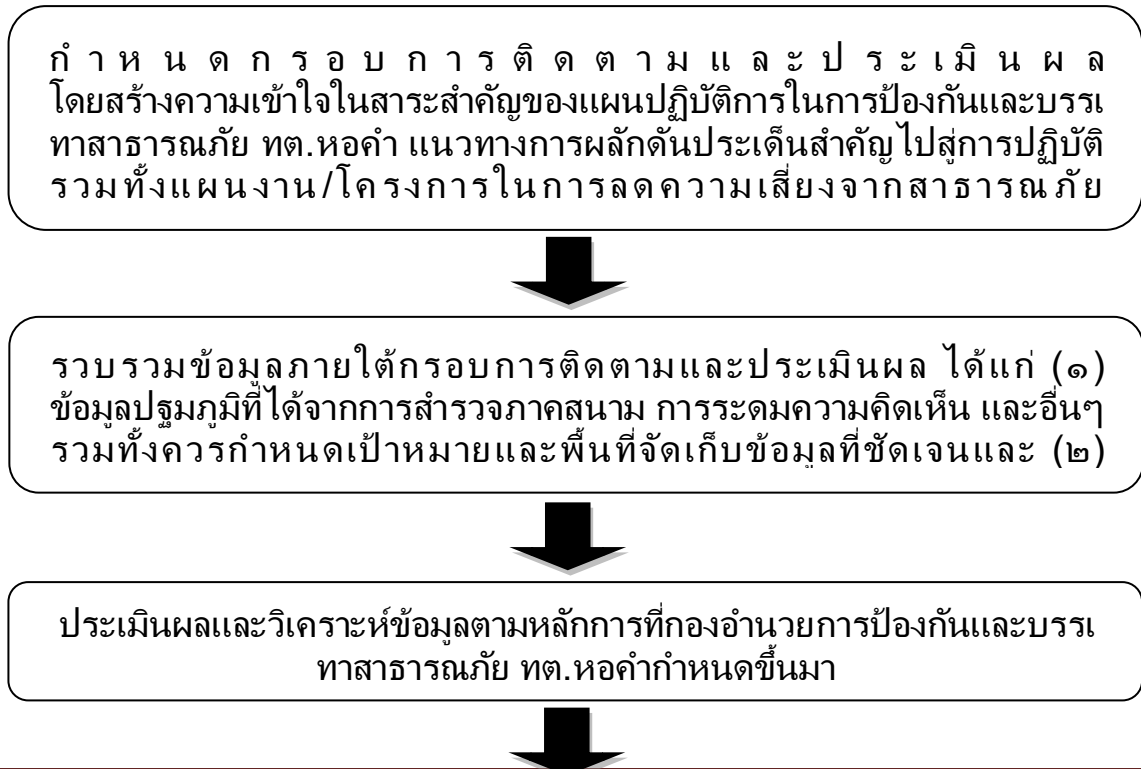 กำหนดกรอบการติดตามและประเมินผล
โดยสร้างความเข้าใจในสาระสำคัญของแผนปฏิบัติการในการป้องกันและบรรเ
ทาสาธารณภัย ทต.หอคำ แนวทางการผลักดันประเด็นสำคัญไปสู่การปฏิบัติ
รวมทั้งแผนงาน/โครงการในการลดความเสี่ยงจากสาธารณภัย
รวบรวมข้อมูลภายใต้กรอบการติดตามและประเมินผล ได้แก่ (๑)
ข้อมูลปฐมภูมิที่ได้จากการสำรวจภาคสนาม การระดมความคิดเห็น และอื่นๆ
รวมทั้งควรกำหนดเป้าหมายและพื้นที่จัดเก็บข้อมูลที่ชัดเจนและ (๒)
ประเมินผลและวิเคราะห์ข้อมูลตามหลักการที่กองอำนวยการป้องกันและบรรเ
ทาสาธารณภัย ทต.หอคำกำหนดขึ้นมา